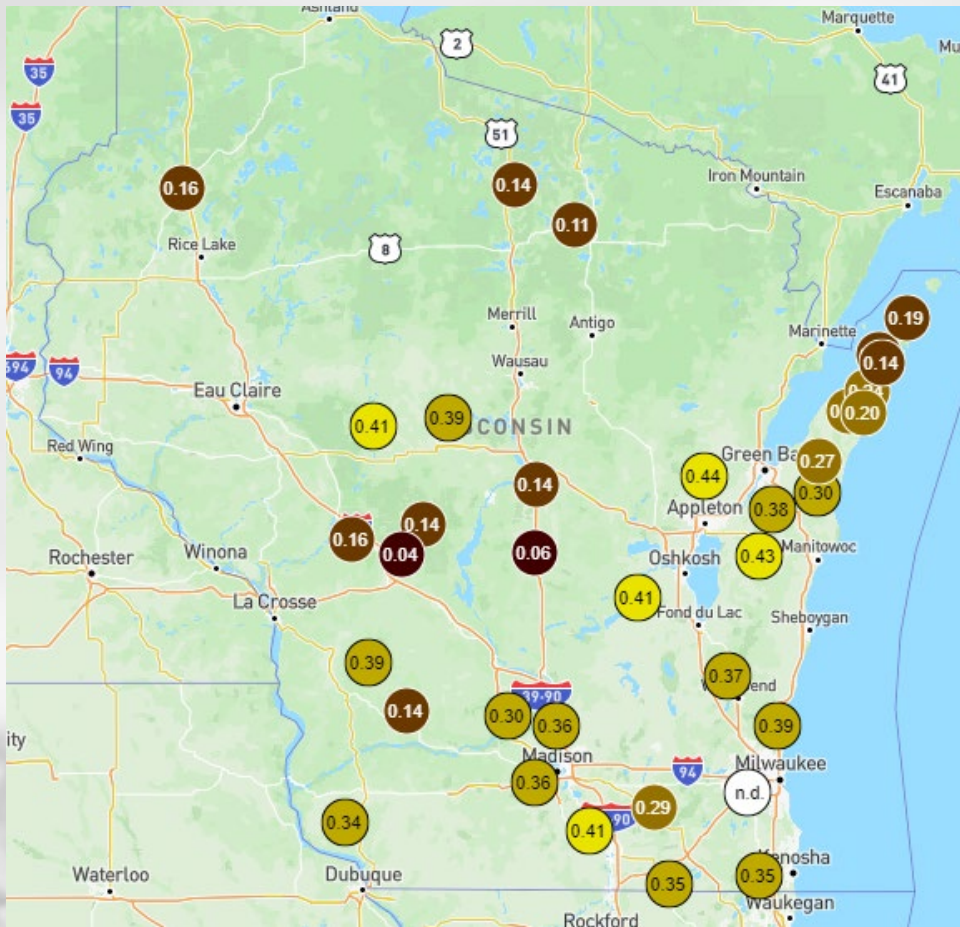 Ashland
Marquette
2
Mu
35
41
35
51
0.16
0.14
Iron Mountain
Escanaba
0.11
Rice Lake
8
Merrill
Antigo
0.19
Marinette
694
94
Wausau
0.14
Eau Claire
0.41
0.39
CONSIN
0.20
Red Wing
Green Ba
0.27
0.44
0.14
0.30
0.38
Appleton
0.16
0.14
0.04
0.06
0.43
Manitowoc
Rochester
Winona
Oshkosh
La Crosse
0.41
Fond du Lac
Sheboygan
0.39
0.37
end
39-90
0.14
0.30
0.36
0.39
ity
Madison
94
Milwaukee
0.36
n.d.
0.29
90
0.34
0.41
Kenosha
Waterloo
Dubuque
0.35
0.35
Waukegan
Rockford